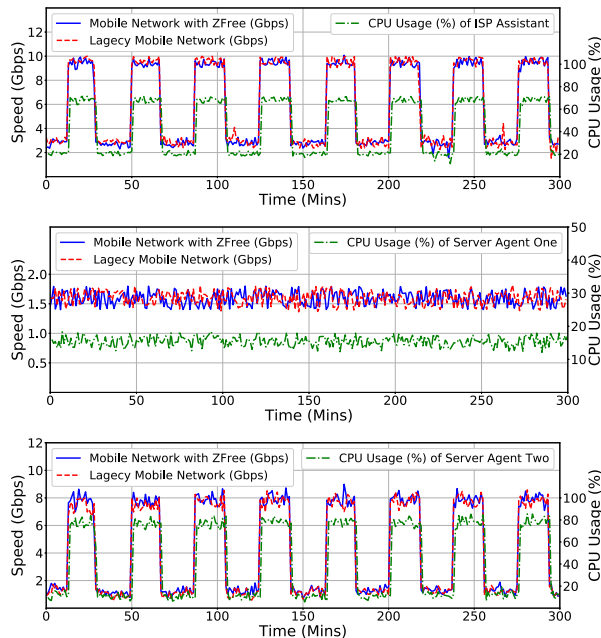 14
12
10
8
6
4
2
Speed (Gbps)
Mobile Network with ZFree (Gbps)
Lagecy Mobile Network (Gbps)
CPU Usage (%) of ISP Assistant
100
80
60
40
20
CPU Usage (%)
0 50 100 150 200 250 300
Time (Mins)
2.0
1.5
1.0
0.5
Speed (Gbps)
Mobile Network with ZFree (Gbps)
Lagecy Mobile Network (Gbps)
CPU Usage (%) of Server Agent One
50
40
30
20
10
CPU Usage (%)
0 50 100 150 200 250 300
Time (Mins)
12
10
8
6
4
2
Speed (Gbps)
Mobile Network with ZFree (Gbps)
Lagecy Mobile Network (Gbps)
CPU Usage (%) of Server Agent Two
100
80
60
40
20
CPU Usage (%)
0 50 100 150 200 250 300
Time (Mins)